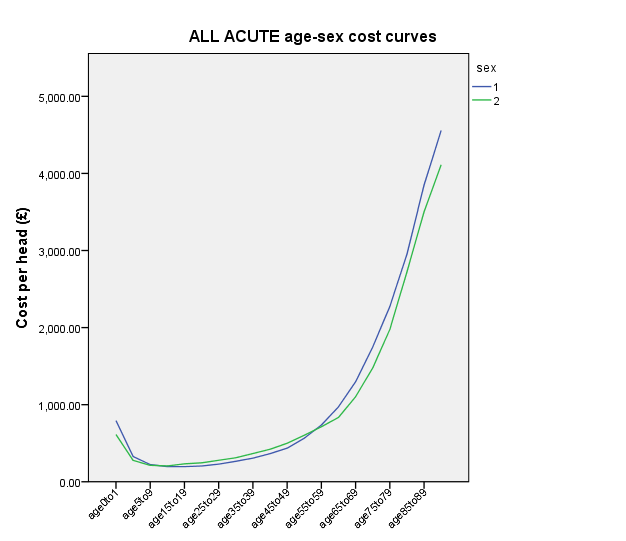 ALL ACUTE age-sex cost curves
sex
1
2
Cost per head (£)
5,000.00
4,000.00
3,000.00
2,000.00
1,000.00
0.00
age0to1
age5to9
age15to19
age25to29
age35to39
age45to49
age55to59
age65to69
age75to79
age85to89